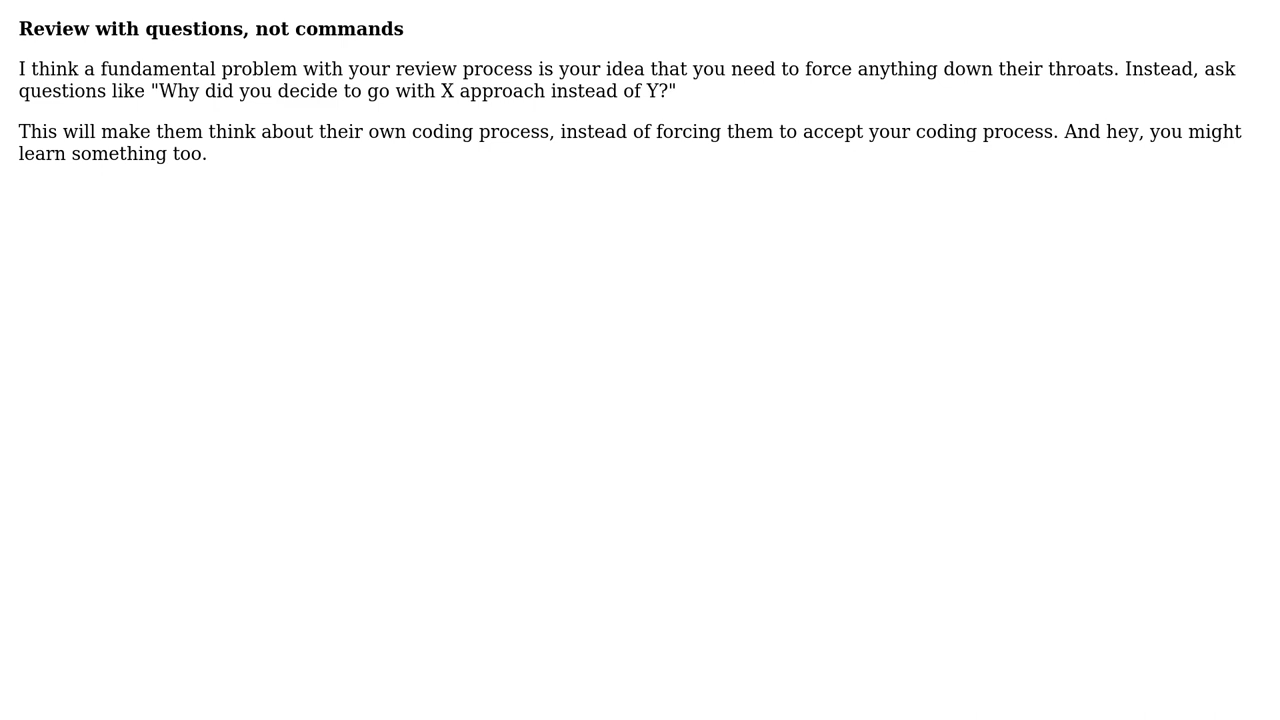 Review with questions, not commands
I think a fundamental problem with your review process is your idea that you need to force anything down their throats. Instead, ask
questions like "Why did you decide to go with X approach instead of Y?"
This will make them think about their own coding process, instead of forcing them to accept your coding process. And hey, you might
learn something too.